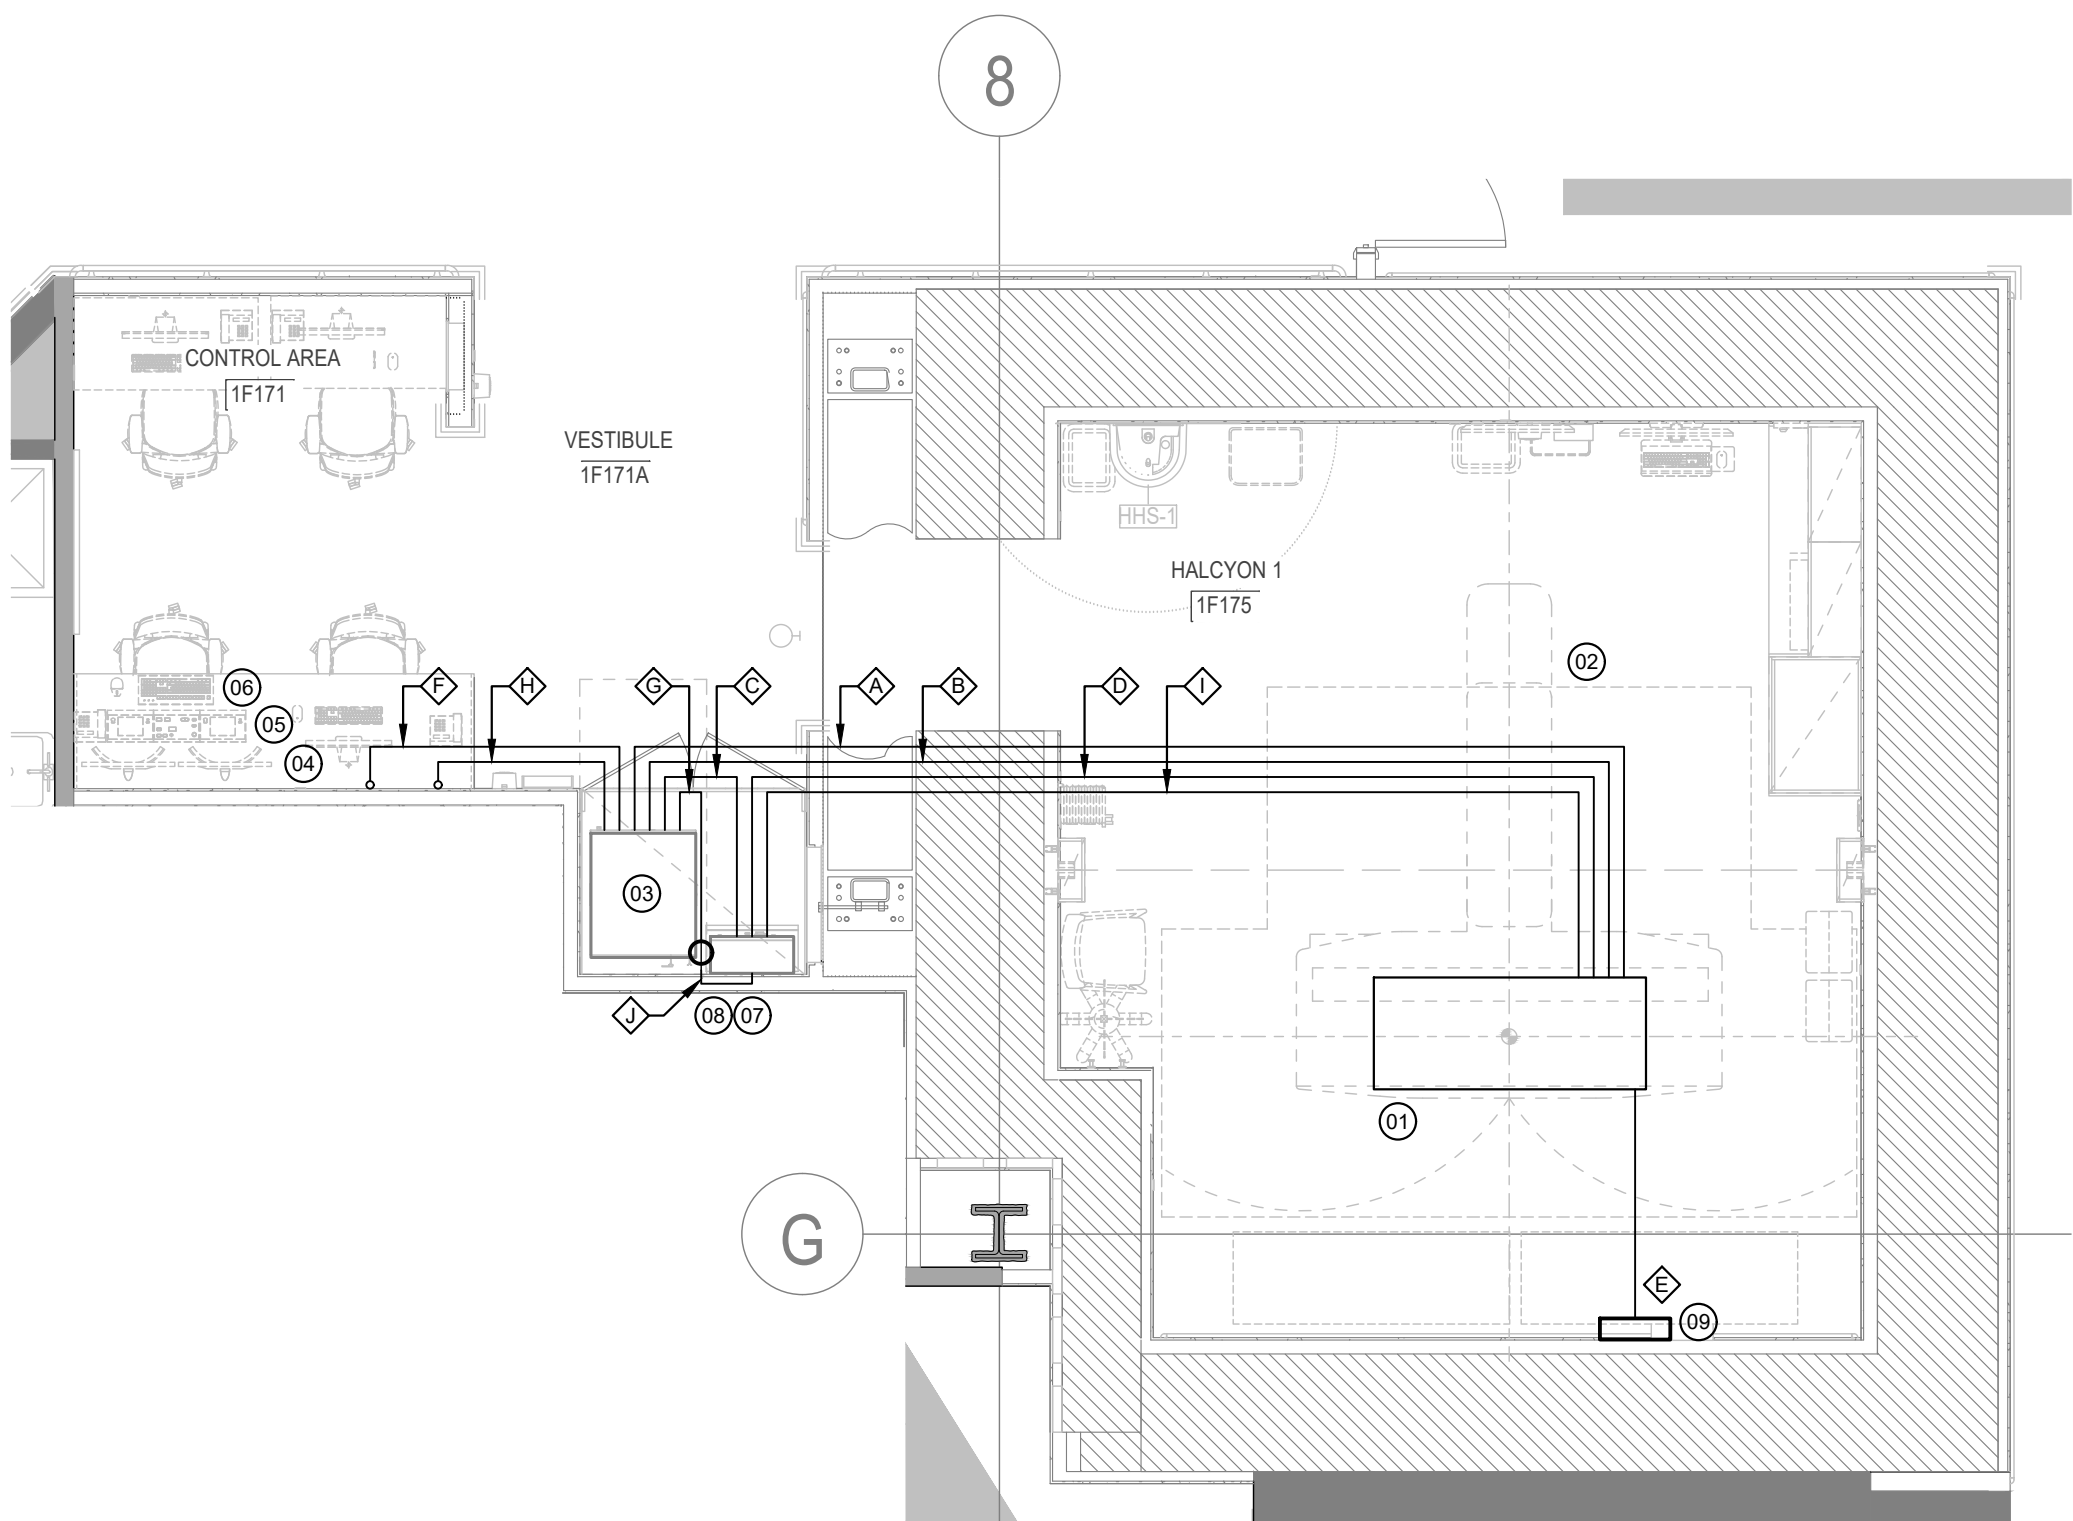 8
CONTROL AREA
1F171
VESTIBULE
1F171A
HHS-1
HALCYON 1
1F175
02
06
F
H
G
C
A
B
D
I
05
04
03
J
08
07
01
G
E
09